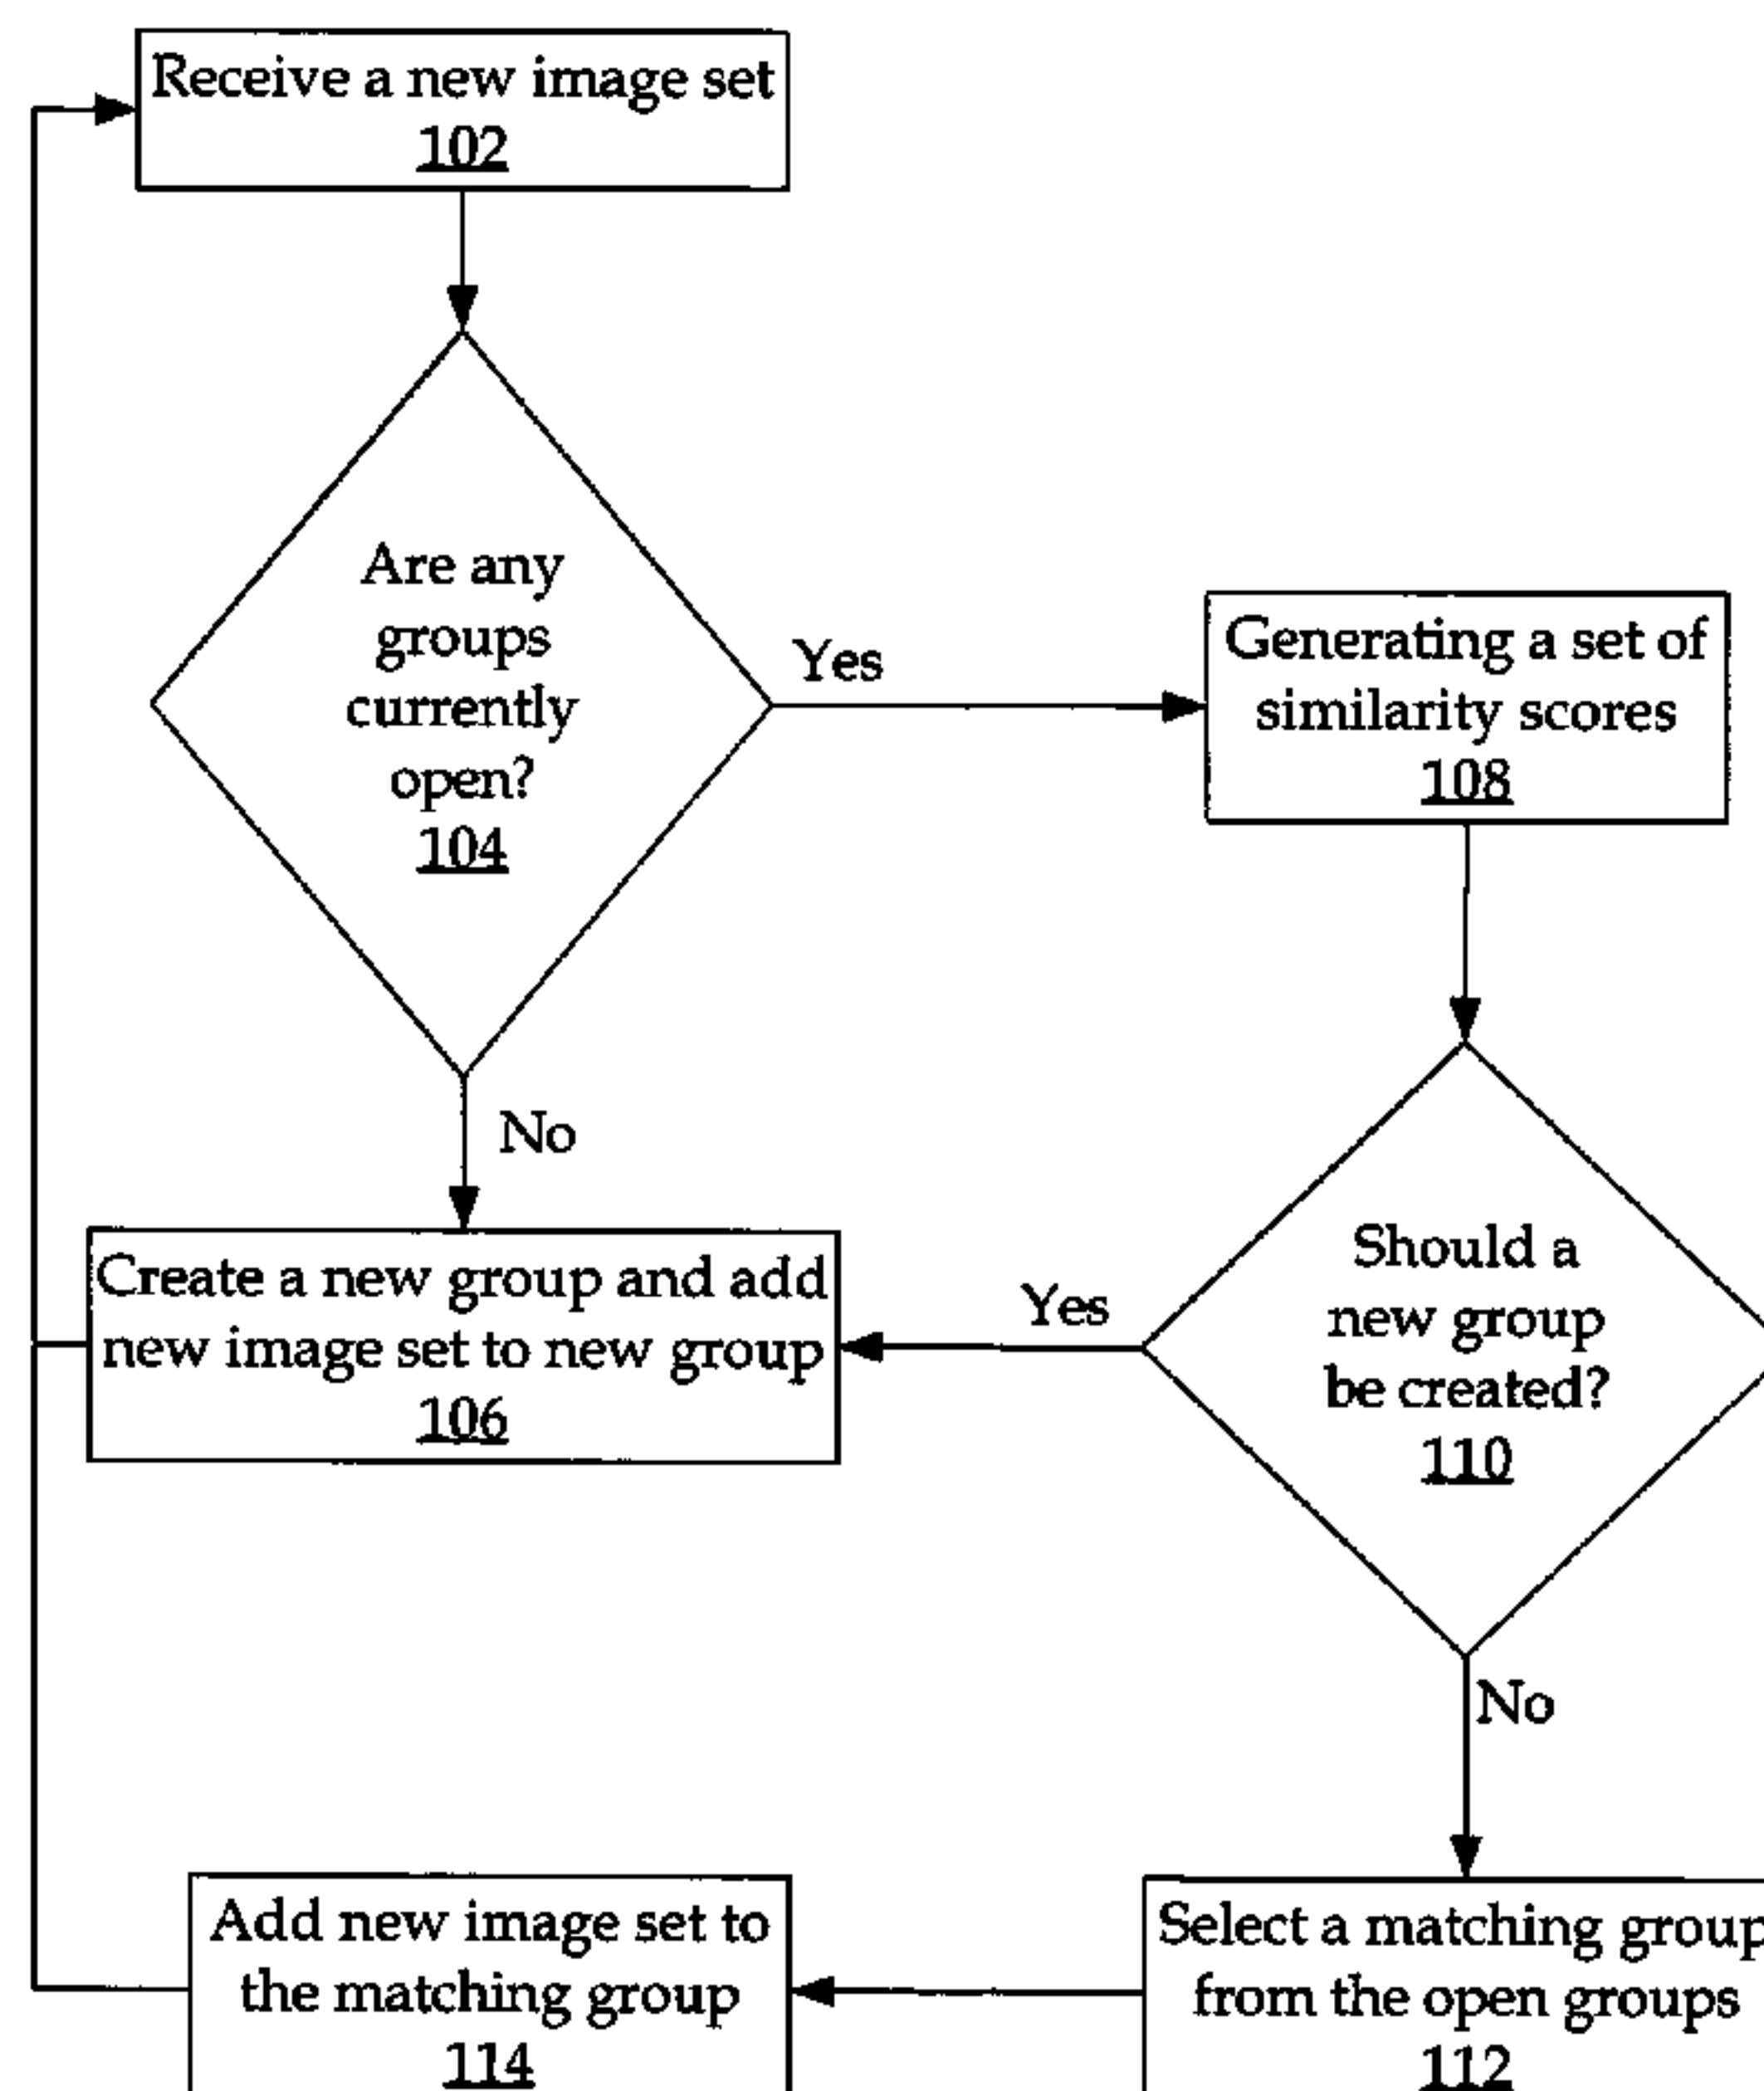 Receive a new image set
102
Are any
groups
currently
open?
104
Yes
Generating a set of
similarity scores
108
No
Create a new group and add
new image set to new group
106
Yes
Should a
new group
be created?
110
No
Add new image set to
the matching group
114
Select a matching group
from the open groups
112